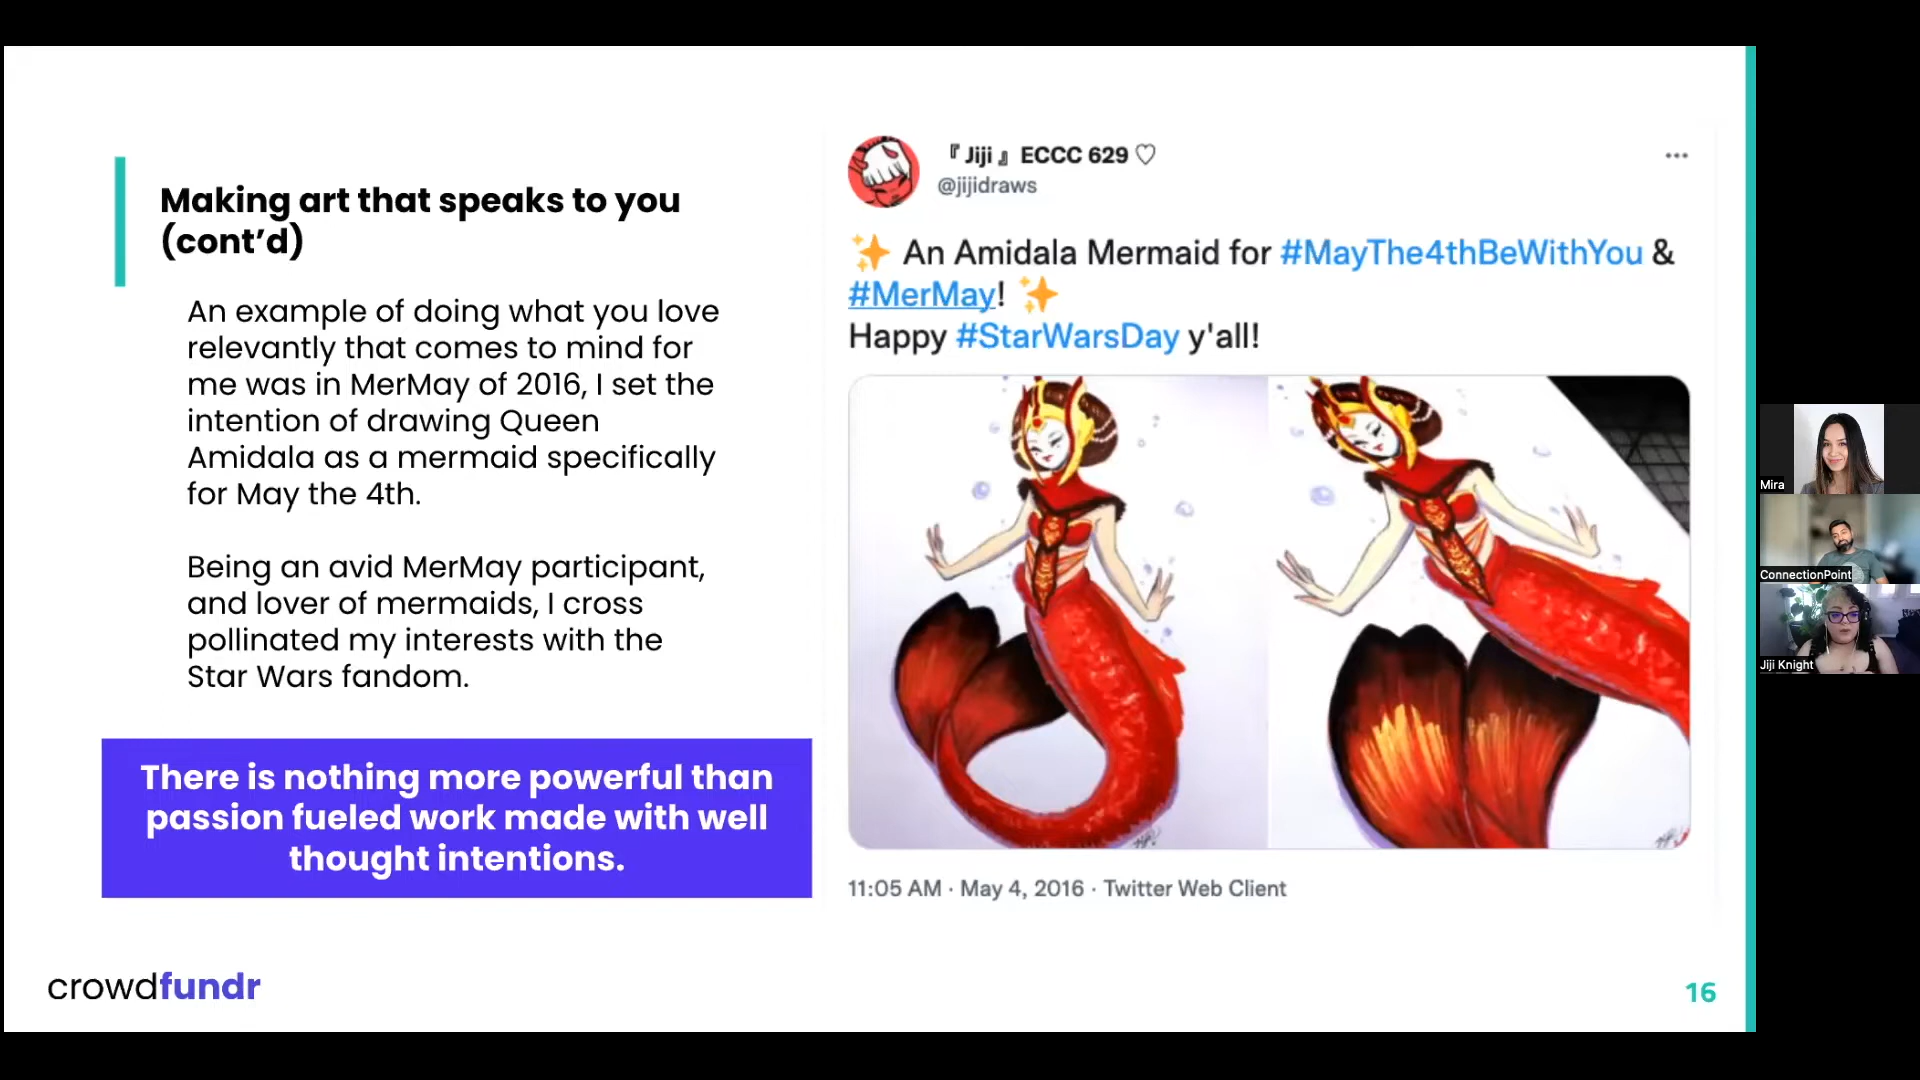 Making art that speaks to you
(cont’d)
An example of doing what you love
relevantly that comes to mind for
me was in MerMay of 2016, I set the
intention of drawing Queen
Amidala as a mermaid specifically
for May the 4th.
Being an avid MerMay participant,
and lover of mermaids, I cross
pollinated my interests with the
Star Wars fandom.
There is nothing more powerful than
passion fueled work made with well
thought intentions.
『 Jiji 』 ECCC 629 ♡
@jijidraws
✨ An Amidala Mermaid for #MayThe4thBeWithYou &
#MerMay! ✨
Happy #StarWarsDay y'all!
11:05 AM · May 4, 2016 · Twitter Web Client
crowdfundr
16
Mira
ConnectionPoint
Jiji Knight